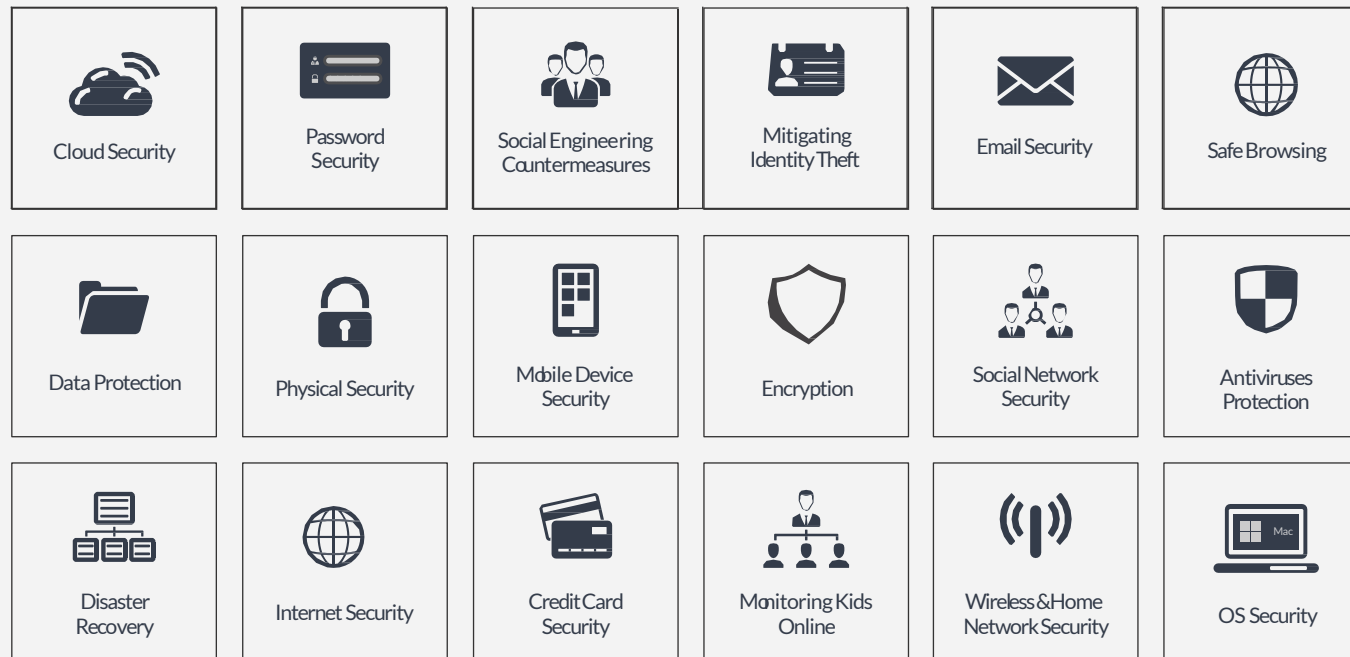 Cloud Security
Password
Security
Social Engineering
Countermeasures
Mitigating
Identity Theft
Email Security
Safe Browsing
Data Protection
Physical Security
Mobile Device
Security
Encryption
Social Network
Security
Antiviruses
Protection
Disaster
Recovery
Internet Security
Credit Card
Security
Monitoring Kids
Online
Wireless & Home
Network Security
Mac
OS Security